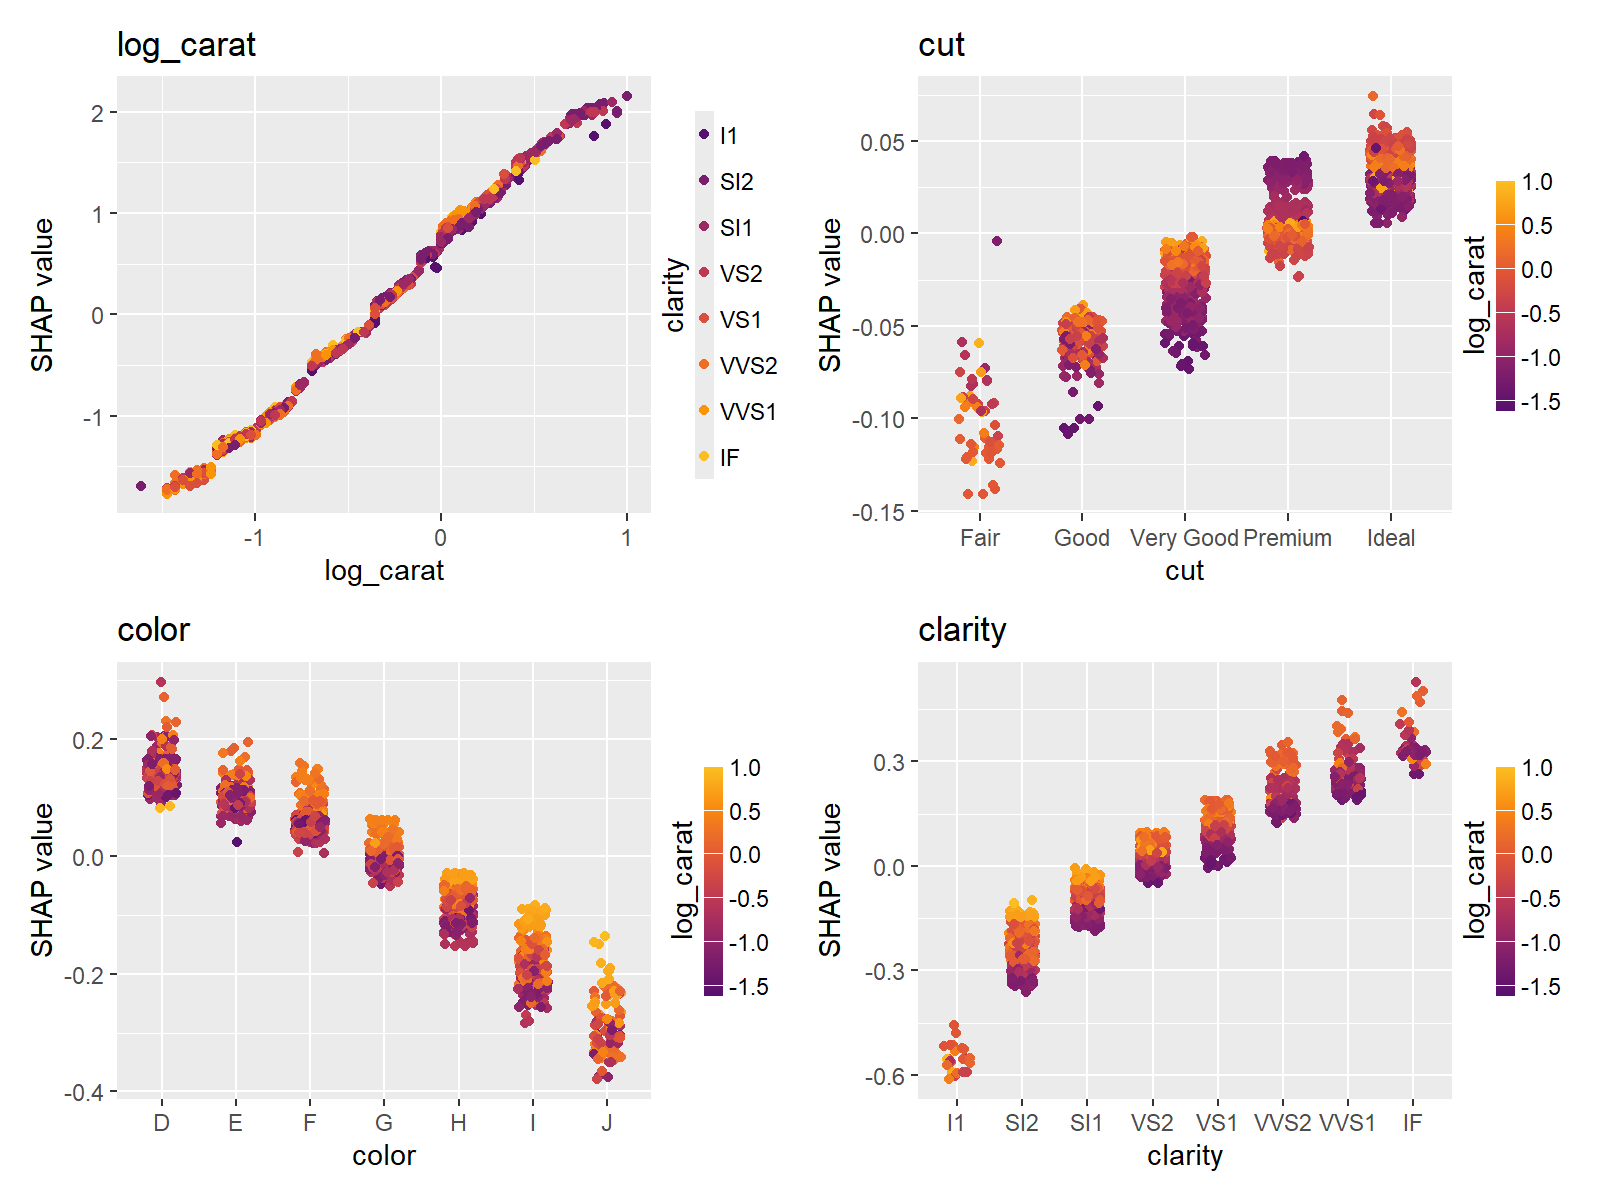 log_carat
SHAP value
2
1
0
-1
-1
0
1
log_carat
clarity
I1
SI2
SI1
VS2
VS1
VVS2
VVS1
IF
cut
SHAP value
0.05
0.00
-0.05
-0.10
-0.15
Fair
Good
Very Good
Premium
Ideal
cut
log_carat
1.0
0.5
0.0
-0.5
-1.0
-1.5
color
SHAP value
0.2
0.0
-0.2
-0.4
D
E
F
G
H
I
J
color
log_carat
1.0
0.5
0.0
-0.5
-1.0
-1.5
clarity
SHAP value
0.3
0.0
-0.3
-0.6
I1
SI2
SI1
VS2
VS1
VVS2
VVS1
IF
clarity
log_carat
1.0
0.5
0.0
-0.5
-1.0
-1.5